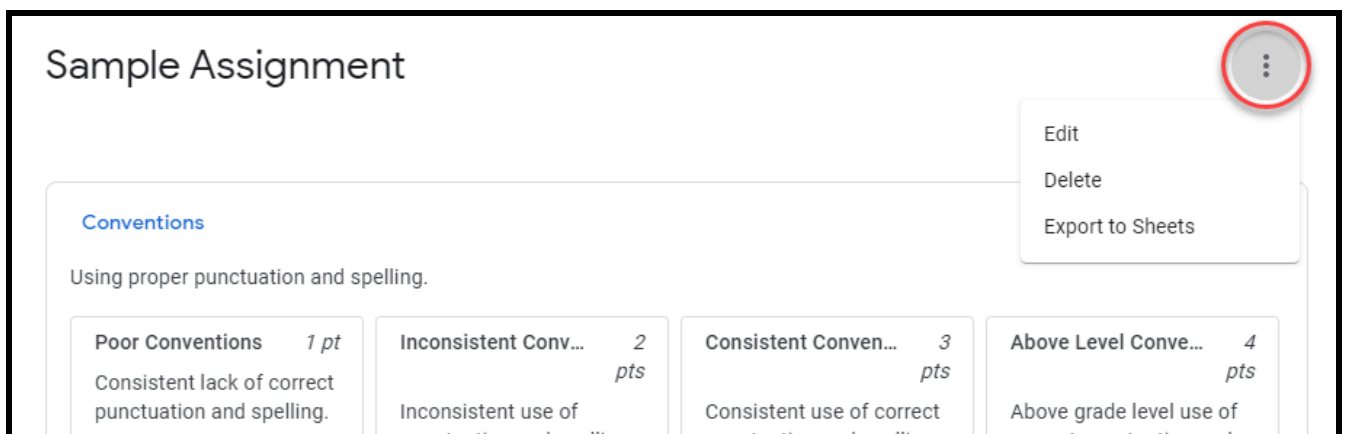 Sample Assignment
Edit
Delete
Export to Sheets
Conventions
Using proper punctuation and spelling.
Poor Conventions 1 pt
Consistent lack of correct
punctuation and spelling.
Inconsistent Conv... 2
pts
Inconsistent use of
Consistent Conven... 3
pts
Consistent use of correct
Above Level Conve... 4
pts
Above grade level use of